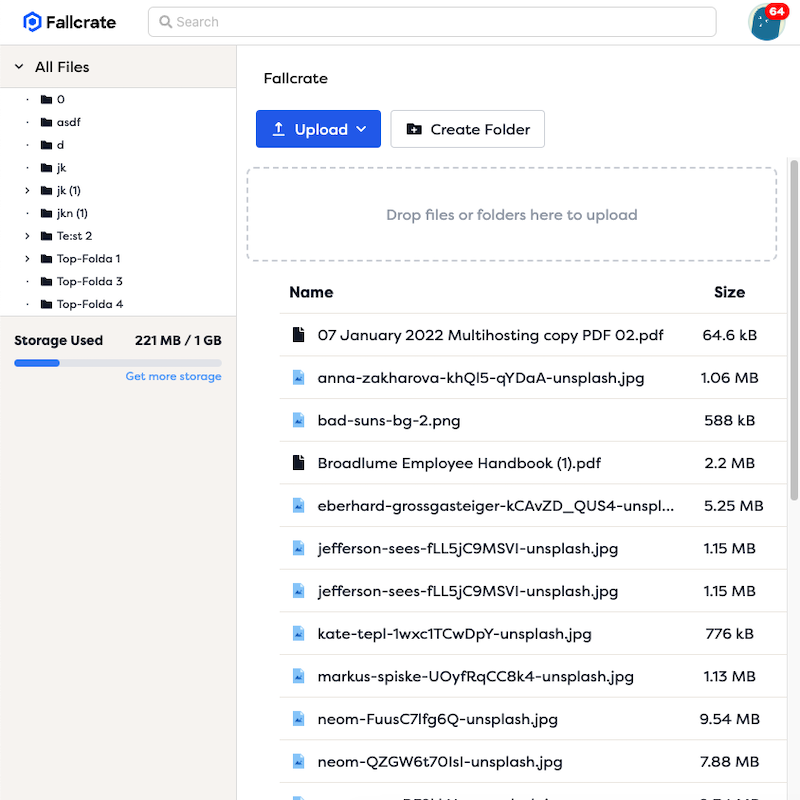 Fallcrate
Search
64
All Files
0
asdf
d
jk
jk (1)
jkn (1)
Te:st 2
Top-Folda 1
Top-Folda 3
Top-Folda 4
Storage Used 221 MB / 1 GB
Get more storage
Fallcrate
Upload Create Folder
Drop files or folders here to upload
Name Size
07 January 2022 Multihosting copy PDF 02.pdf 64.6 kB
anna-zakharova-khQl5-qYDaA-unsplash.jpg 1.06 MB
bad-suns-bg-2.png 588 kB
Broadlume Employee Handbook (1).pdf 2.2 MB
eberhard-grossgasteiger-kCAvZD_QUS4-unspl... 5.25 MB
jefferson-sees-fLL5jC9MSVI-unsplash.jpg 1.15 MB
jefferson-sees-fLL5jC9MSVI-unsplash.jpg 1.15 MB
kate-tepl-1wxc1TCwDpY-unsplash.jpg 776 kB
markus-spiske-UOyfRqCC8k4-unsplash.jpg 1.13 MB
neom-FuusC7lfg6Q-unsplash.jpg 9.54 MB
neom-QZGW6t70IsI-unsplash.jpg 7.88 MB